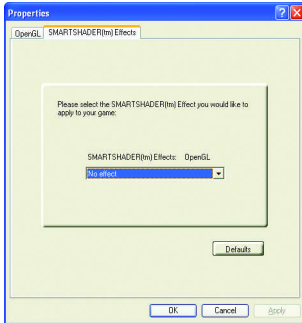 Properties
OpenGL SMARTSHADER(tm) Effects
Please select the SMARTSHADER(tm) Effect you would like to
apply to your game:
SMARTSHADER(tm) Effects: OpenGL
No effect
Defaults
OK Cancel Apply